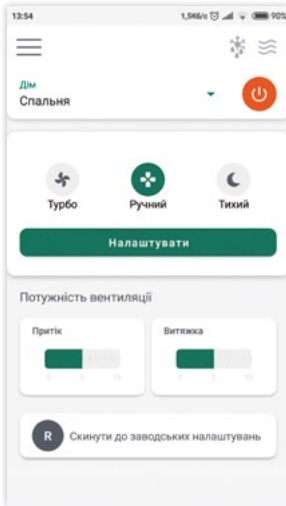 13:54
1,5Кб/с 90%
Дім
Спальня
Турбо Ручний Тихий
Налаштувати
Потужність вентиляції
Притік Витяжка
0 5 10 0 5 10
R Скинути до заводських налаштувань